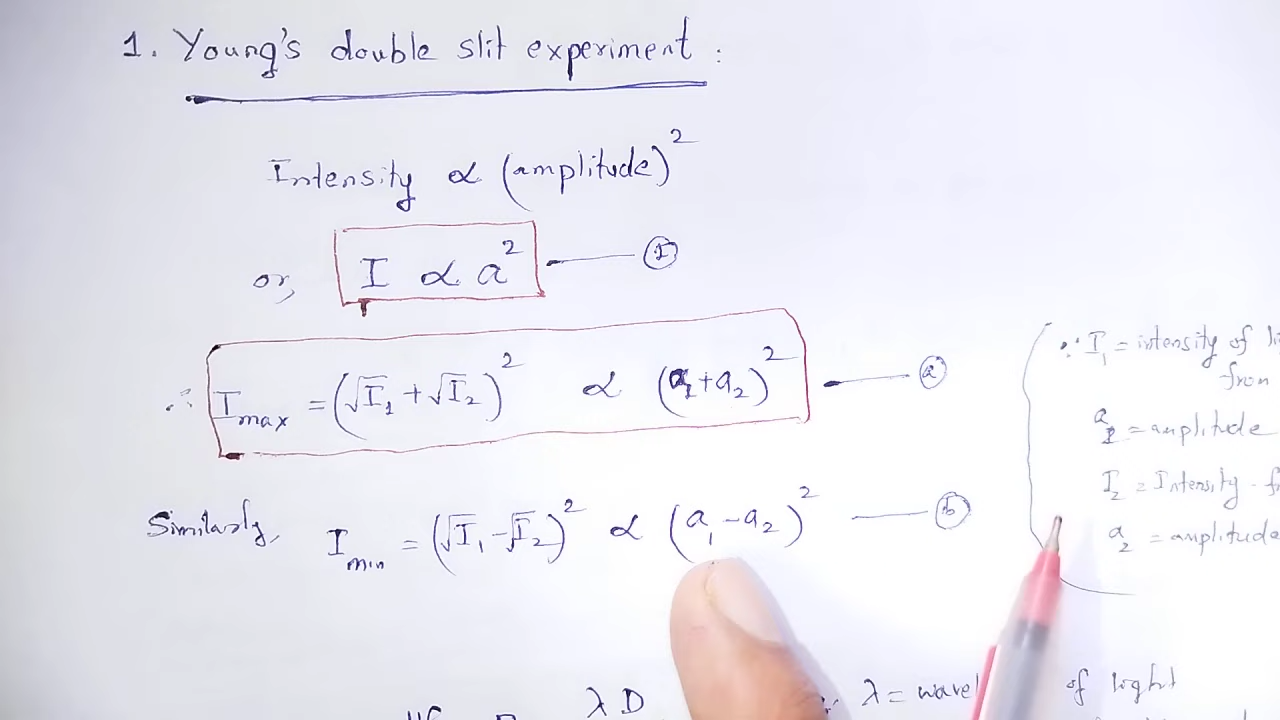 1. Young's double slit experiment :
Intensity ∝ (amplitude)²
or, I ∝ a² — (I)
∴ I_max = (√I₁ + √I₂)² ∝ (a₁+a₂)² — (a)
∵ I₁ = intensity of
from
a₁ = amplitude
I₂ = Intensity
a₂ = amplitude
Similarly, I_min = (√I₁ - √I₂)² ∝ (a₁ - a₂)² — (b)
λD
λ = of light